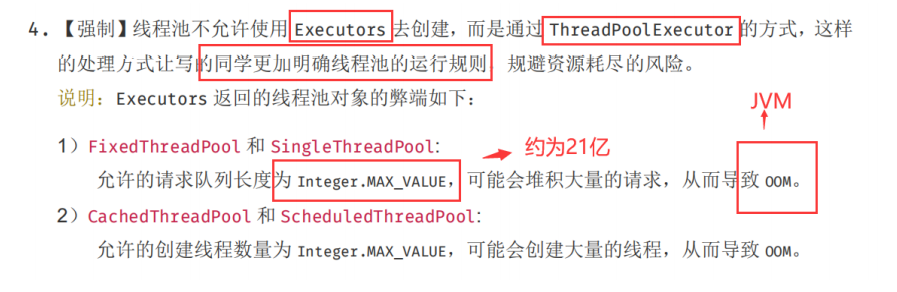 4. 【强制】线程池不允许使用 Executors 去创建，而是通过 ThreadPoolExecutor 的方式，这样
的处理方式让写的同学更加明确线程池的运行规则，规避资源耗尽的风险。
说明：Executors 返回的线程池对象的弊端如下：
JVM
1）FixedThreadPool 和 SingleThreadPool:
约为21亿
允许的请求队列长度为 Integer.MAX_VALUE，可能会堆积大量的请求，从而导致 OOM。
2）CachedThreadPool 和 ScheduledThreadPool:
允许的创建线程数量为 Integer.MAX_VALUE，可能会创建大量的线程，从而导致 OOM。